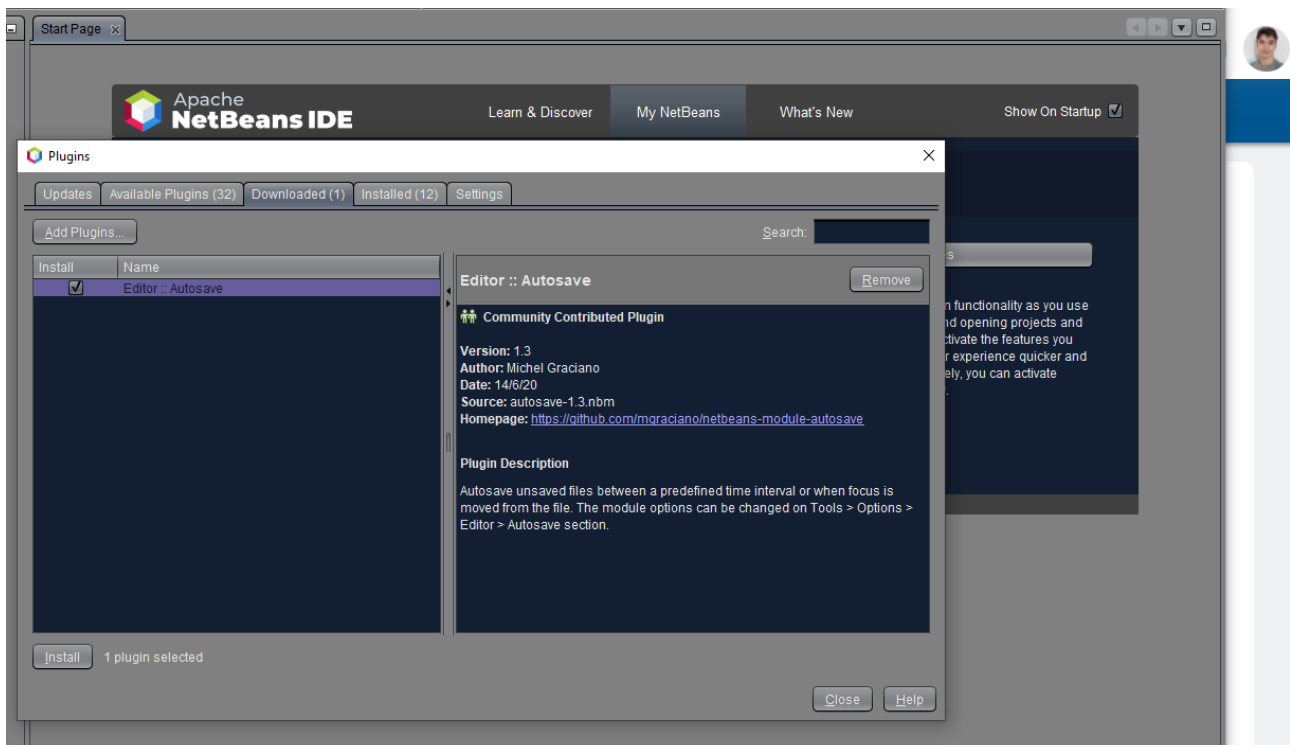 Start Page
Apache
NetBeans IDE
Learn & Discover
My NetBeans
What's New
Show On Startup
Plugins
Updates
Available Plugins (32)
Downloaded (1)
Installed (12)
Settings
Add Plugins...
Search:
Install
Name
Editor :: Autosave
Editor :: Autosave
Remove
Community Contributed Plugin
Version: 1.3
Author: Michel Graciano
Date: 14/6/20
Source: autosave-1.3.nbm
Homepage: https://github.com/mgraciano/netbeans-module-autosave
Plugin Description
Autosave unsaved files between a predefined time interval or when focus is
moved from the file. The module options can be changed on Tools > Options >
Editor > Autosave section.
s
n functionality as you use
nd opening projects and
ctivate the features you
r experience quicker and
ely, you can activate
Install
1 plugin selected
Close
Help